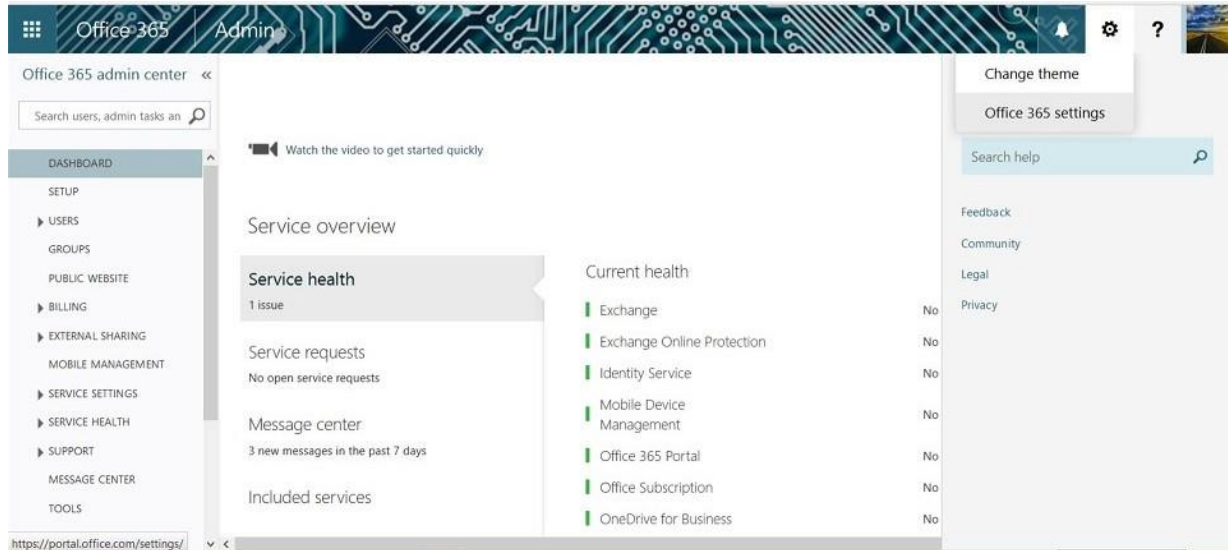 Office 365
Admin
?
Office 365 admin center «
Search users, admin tasks an
DASHBOARD
SETUP
USERS
GROUPS
PUBLIC WEBSITE
BILLING
EXTERNAL SHARING
MOBILE MANAGEMENT
SERVICE SETTINGS
SERVICE HEALTH
SUPPORT
MESSAGE CENTER
TOOLS
https://portal.office.com/settings/
Watch the video to get started quickly
Service overview
Service health
1 issue
Service requests
No open service requests
Message center
3 new messages in the past 7 days
Included services
Current health
Exchange No
Exchange Online Protection No
Identity Service No
Mobile Device
Management No
Office 365 Portal No
Office Subscription No
OneDrive for Business No
Change theme
Office 365 settings
Search help
Feedback
Community
Legal
Privacy